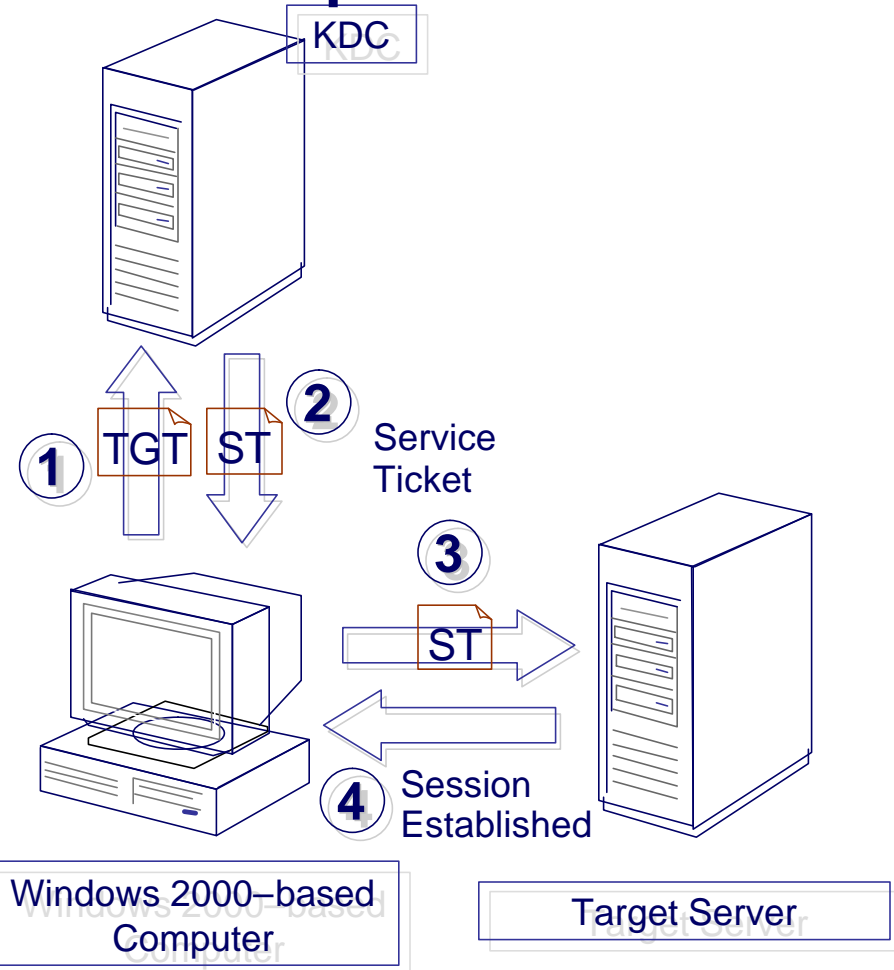 KDC
1
TGT
ST
2
Service
Ticket
3
ST
4
Session
Established
Windows 2000–based
Computer
Target Server